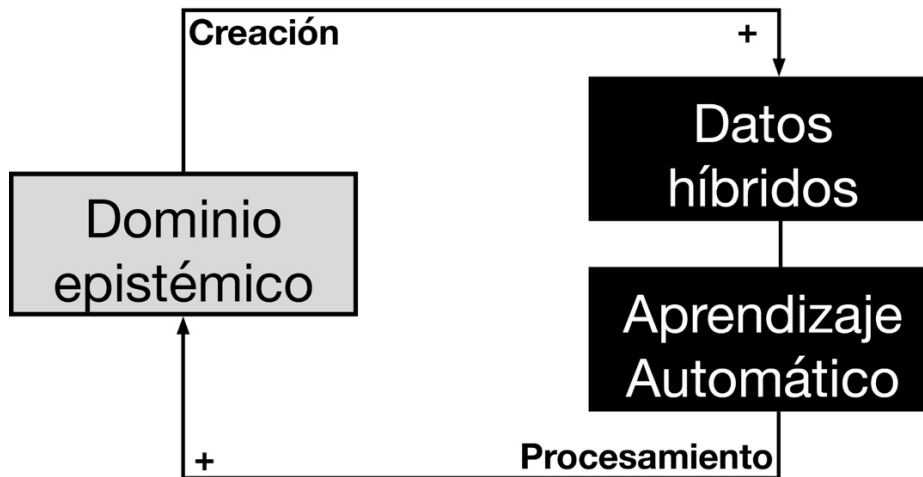 Creación
+
Datos
híbridos
Dominio
epistémico
Aprendizaje
Automático
+
Procesamiento